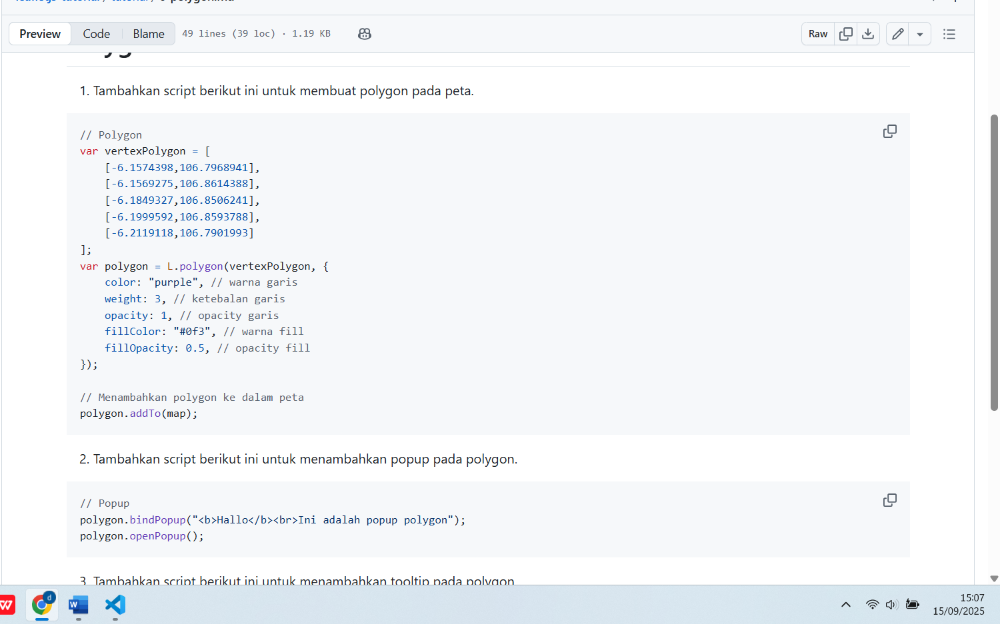 Preview Code Blame 49 lines (39 loc) · 1.19 KB Raw
1. Tambahkan script berikut ini untuk membuat polygon pada peta.
// Polygon
var vertexPolygon = [
    [-6.1574398,106.7968941],
    [-6.1569275,106.8614388],
    [-6.1849327,106.8506241],
    [-6.1999592,106.8593788],
    [-6.2119118,106.7901993]
];
var polygon = L.polygon(vertexPolygon, {
    color: "purple", // warna garis
    weight: 3, // ketebalan garis
    opacity: 1, // opacity garis
    fillColor: "#0f3", // warna fill
    fillOpacity: 0.5, // opacity fill
});
// Menambahkan polygon ke dalam peta
polygon.addTo(map);
2. Tambahkan script berikut ini untuk menambahkan popup pada polygon.
// Popup
polygon.bindPopup("<b>Hallo</b><br>Ini adalah popup polygon");
polygon.openPopup();
3. Tambahkan script berikut ini untuk menambahkan tooltip pada polygon
d
W
W
15:07
15/09/2025